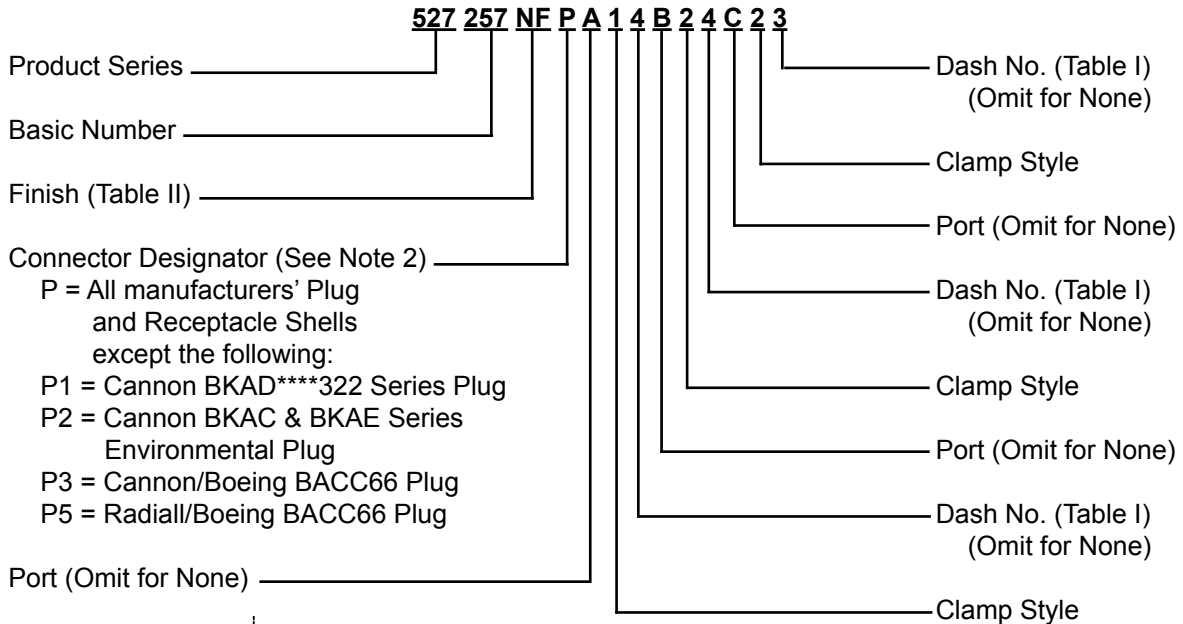 527 257 NF P A 1 4 B 2 4 C 2 3
Product Series
Basic Number
Finish (Table II)
Connector Designator (See Note 2)
P = All manufacturers’ Plug
and Receptacle Shells
except the following:
P1 = Cannon BKAD****322 Series Plug
P2 = Cannon BKAC & BKAE Series
Environmental Plug
P3 = Cannon/Boeing BACC66 Plug
P5 = Radiall/Boeing BACC66 Plug
Port (Omit for None)
Dash No. (Table I)
(Omit for None)
Clamp Style
Port (Omit for None)
Dash No. (Table I)
(Omit for None)
Clamp Style
Port (Omit for None)
Dash No. (Table I)
(Omit for None)
Clamp Style